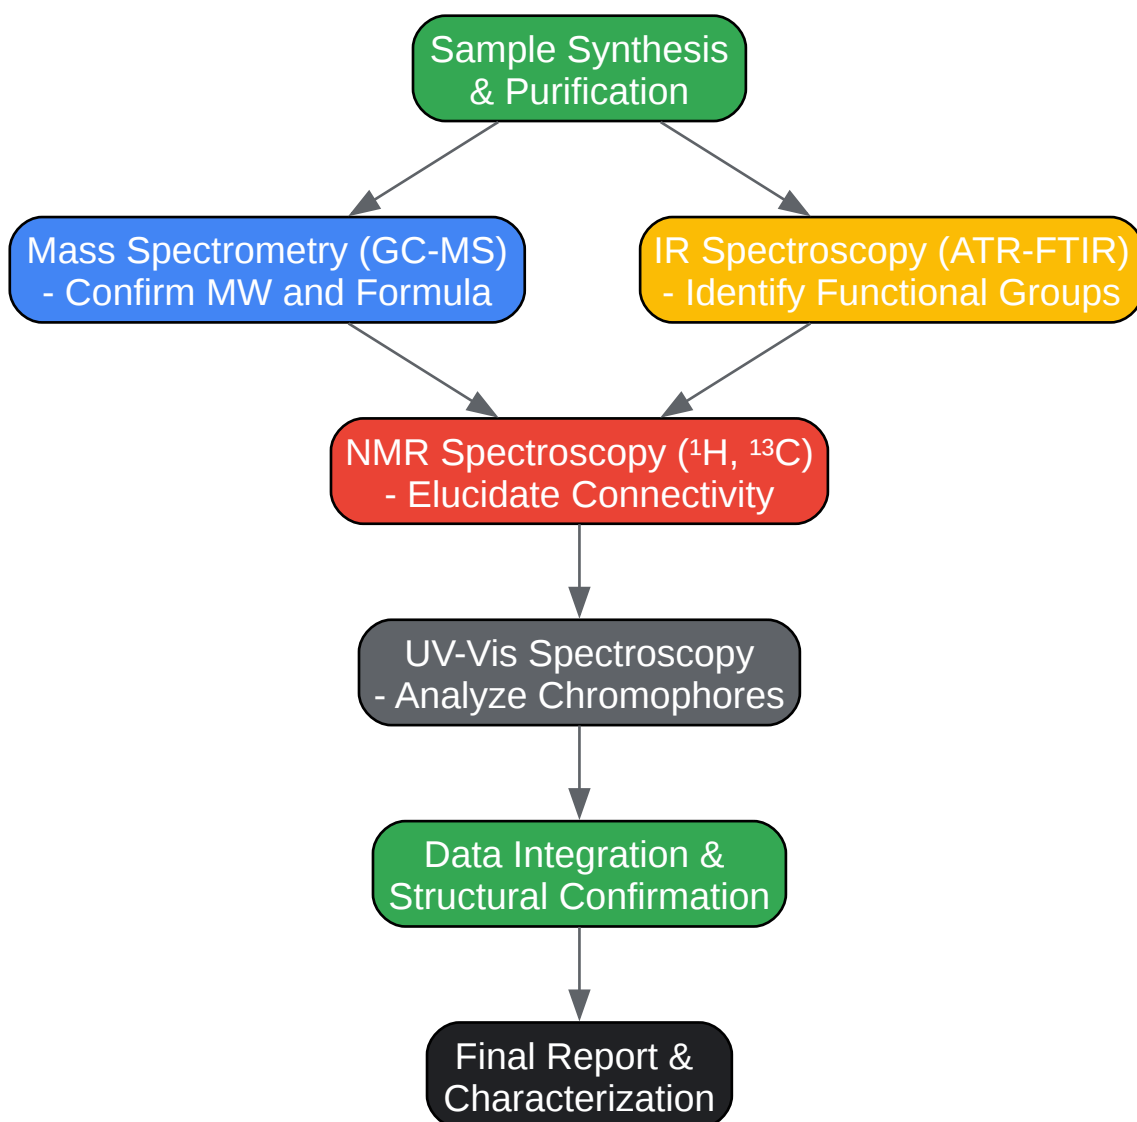 Sample Synthesis
& Purification
Mass Spectrometry (GC-MS)
- Confirm MW and Formula
IR Spectroscopy (ATR-FTIR)
- Identify Functional Groups
NMR Spectroscopy (¹H, ¹³C)
- Elucidate Connectivity
UV-Vis Spectroscopy
- Analyze Chromophores
Data Integration &
Structural Confirmation
Final Report &
Characterization